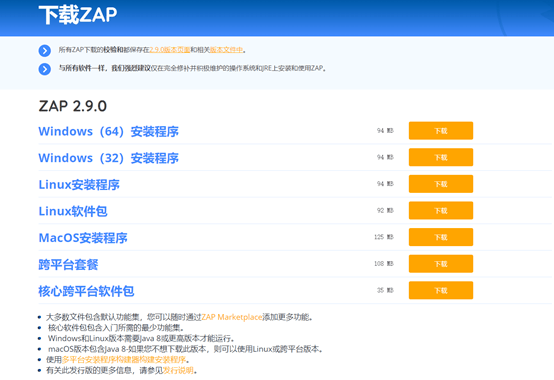 下载ZAP
所有ZAP下载的校验和都保存在2.9.0版本页面和相关版本文件中。
与所有软件一样，我们强烈建议仅在完全修补并积极维护的操作系统和JRE上安装和使用ZAP。
ZAP 2.9.0
Windows（64）安装程序 94 MB 下载
Windows（32）安装程序 94 MB 下载
Linux安装程序 94 MB 下载
Linux软件包 92 MB 下载
MacOS安装程序 125 MB 下载
跨平台套餐 108 MB 下载
核心跨平台软件包 35 MB 下载
大多数文件包含默认功能集，您可以随时通过ZAP Marketplace添加更多功能。
核心软件包包含入门所需的最少功能集。
Windows和Linux版本需要Java 8或更高版本才能运行。
macOS版本包含Java 8-如果您不想下载此版本，则可以使用Linux或跨平台版本。
使用多平台安装程序构建器构建安装程序。
有关此发行版的更多信息，请参见发行说明。